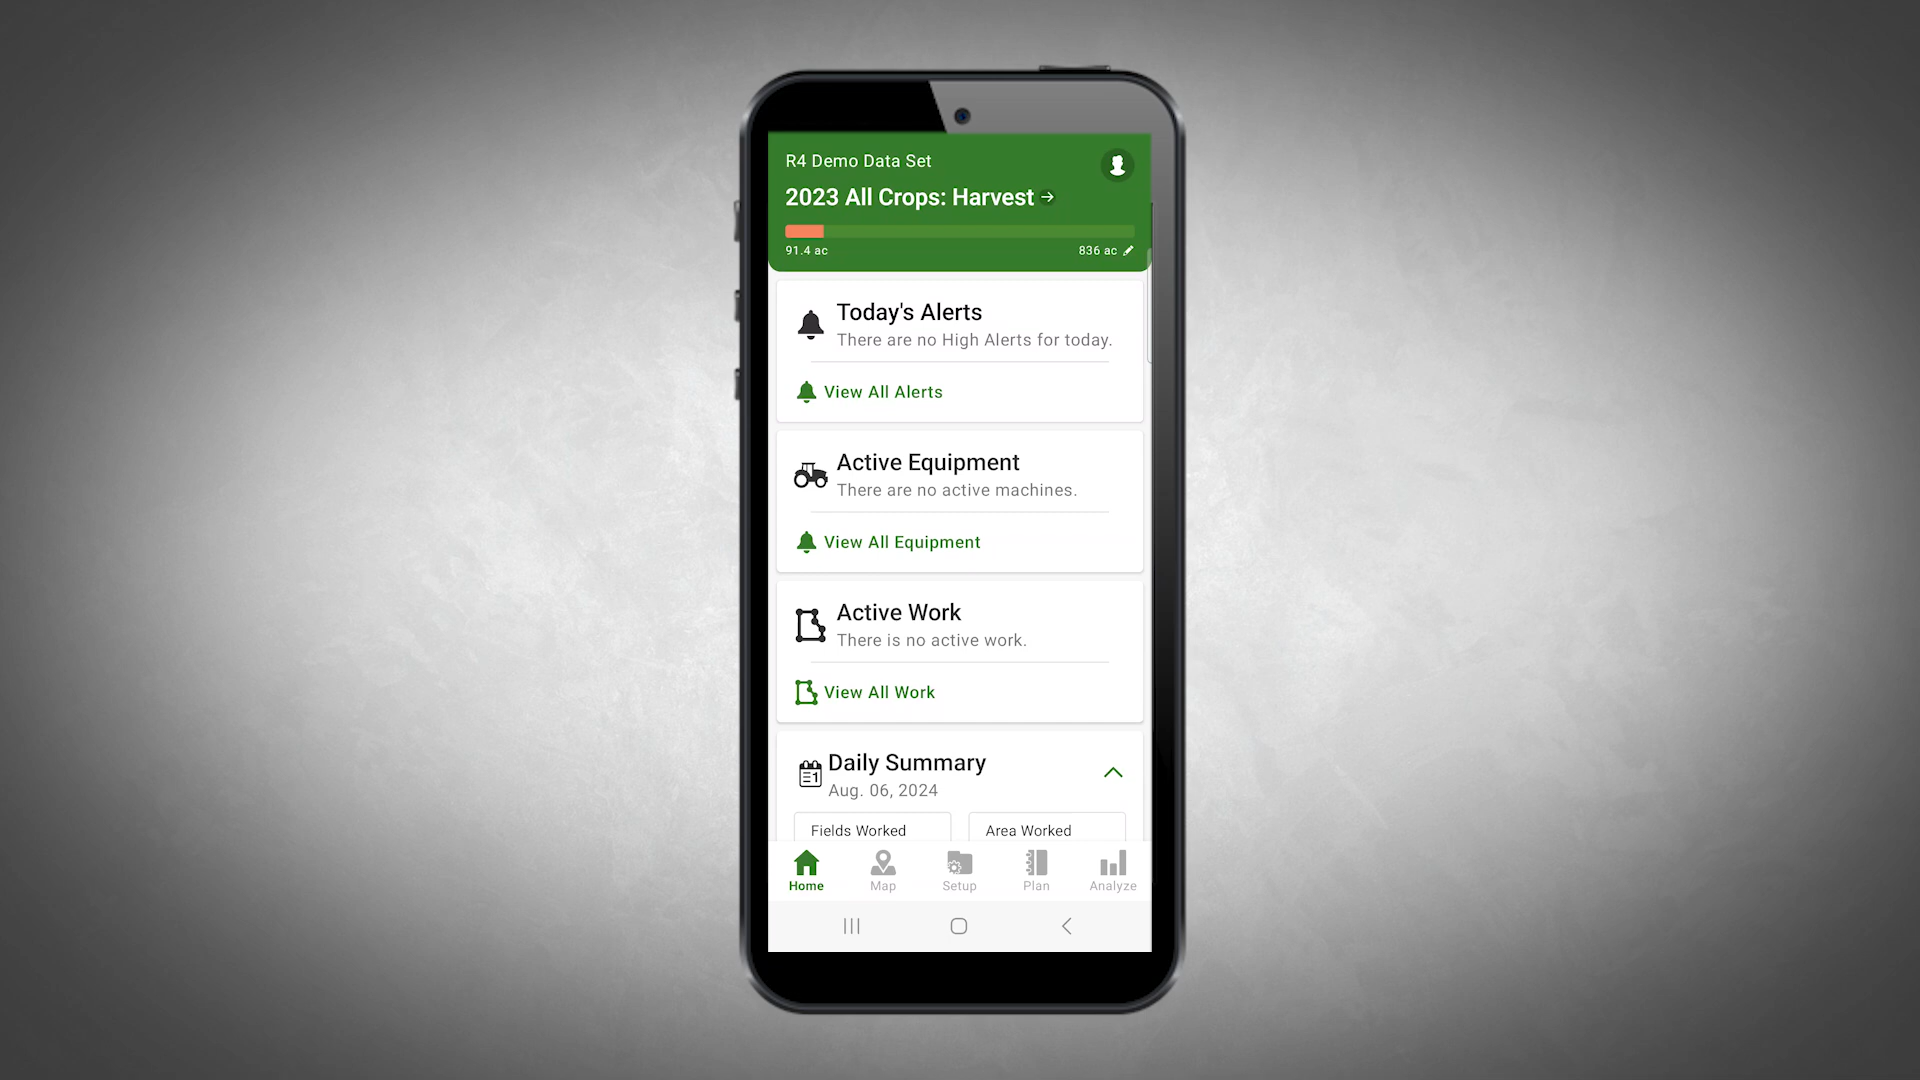 R4 Demo Data Set
2023 All Crops: Harvest
91.4 ac
836 ac
Today's Alerts
There are no High Alerts for today.
View All Alerts
Active Equipment
There are no active machines.
View All Equipment
Active Work
There is no active work.
View All Work
Daily Summary
1
Aug. 06, 2024
Fields Worked
Area Worked
Home
Map
Setup
Plan
Analyze